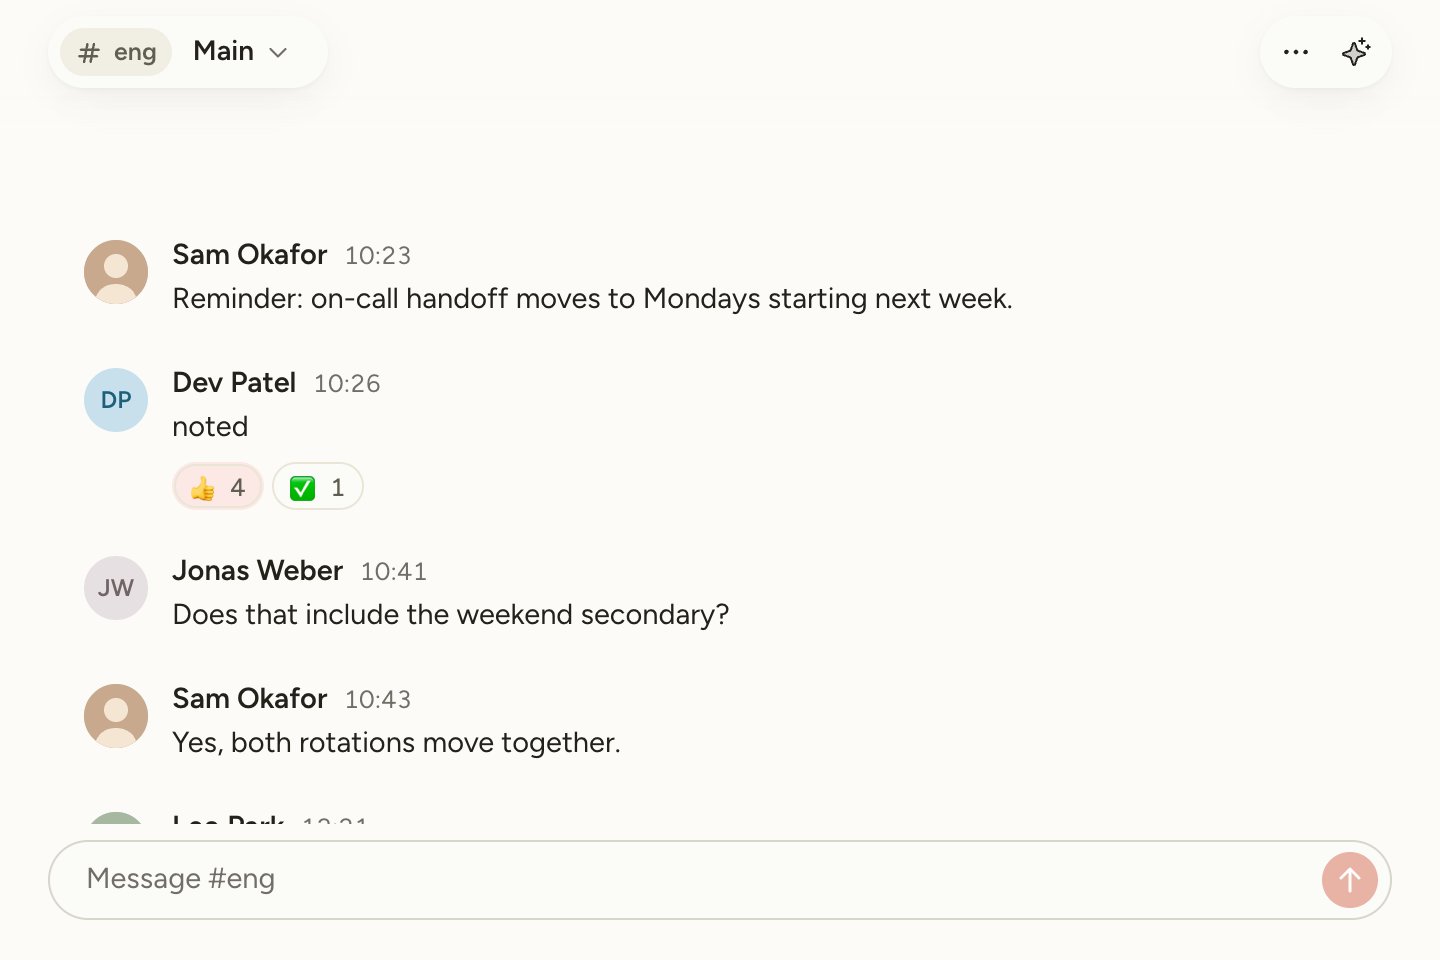 # eng Main
Sam Okafor 10:23
Reminder: on-call handoff moves to Mondays starting next week.
DP
Dev Patel 10:26
noted
👍 4 ✅ 1
JW
Jonas Weber 10:41
Does that include the weekend secondary?
Sam Okafor 10:43
Yes, both rotations move together.
Park
Message #eng